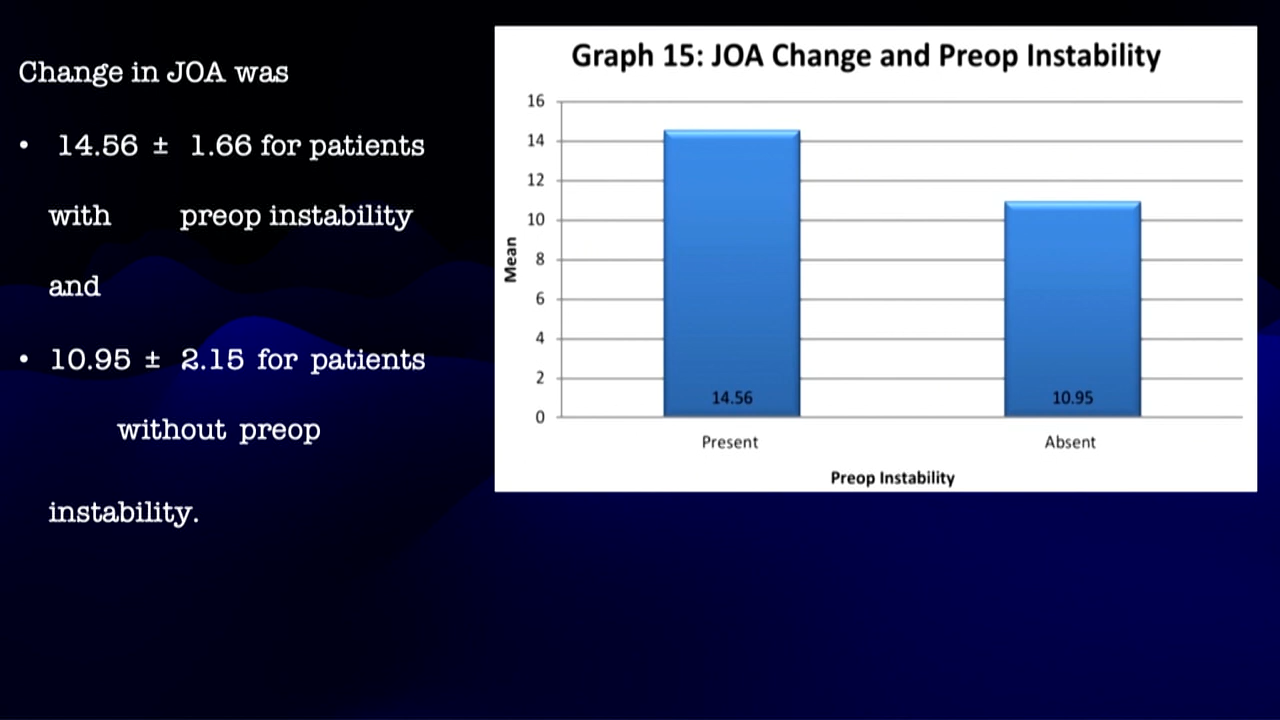 Change in JOA was
• 14.56 ± 1.66 for patients
with preop instability
and
• 10.95 ± 2.15 for patients
without preop
instability.
Graph 15: JOA Change and Preop Instability
16
14
12
10
8
6
4
2
0
Mean
14.56
10.95
Present
Absent
Preop Instability